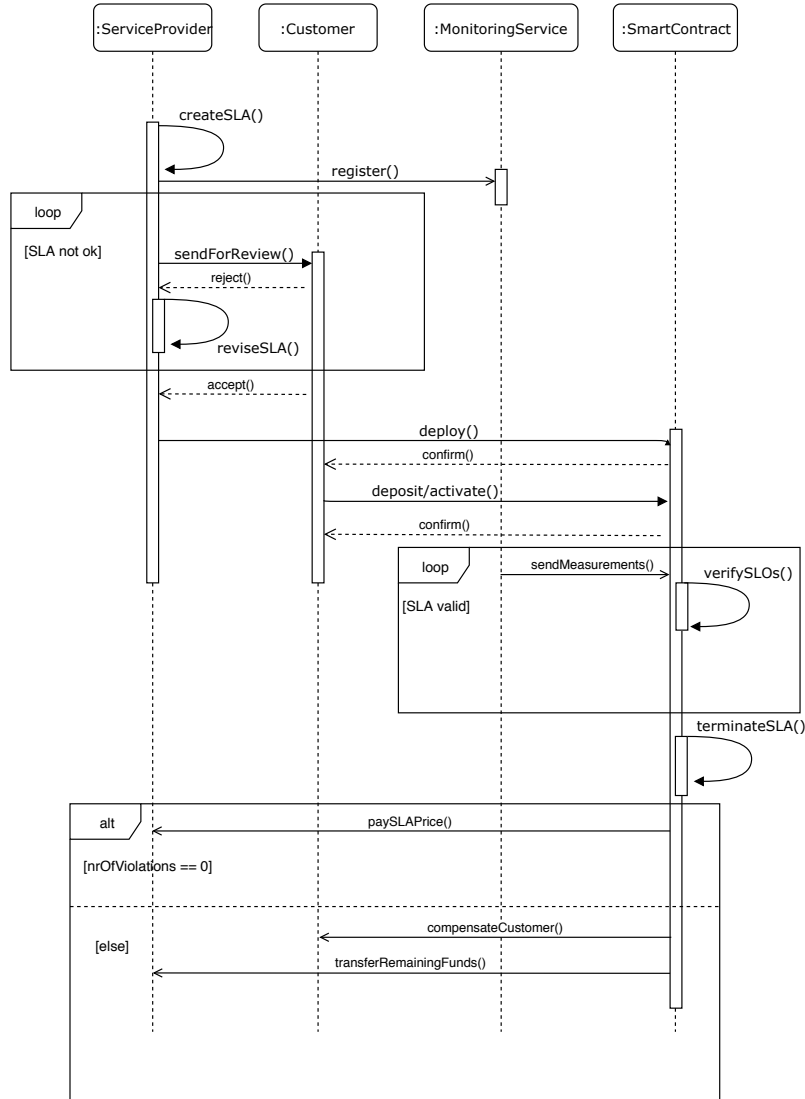 :ServiceProvider
:Customer
:MonitoringService
:SmartContract
createSLA()
register()
loop
[SLA not ok]
sendForReview()
reject()
reviseSLA()
accept()
deploy()
confirm()
deposit/activate()
confirm()
loop
sendMeasurements()
verifySLOs()
[SLA valid]
terminateSLA()
alt
paySLAPrice()
[nrOfViolations == 0]
compensateCustomer()
[else]
transferRemainingFunds()